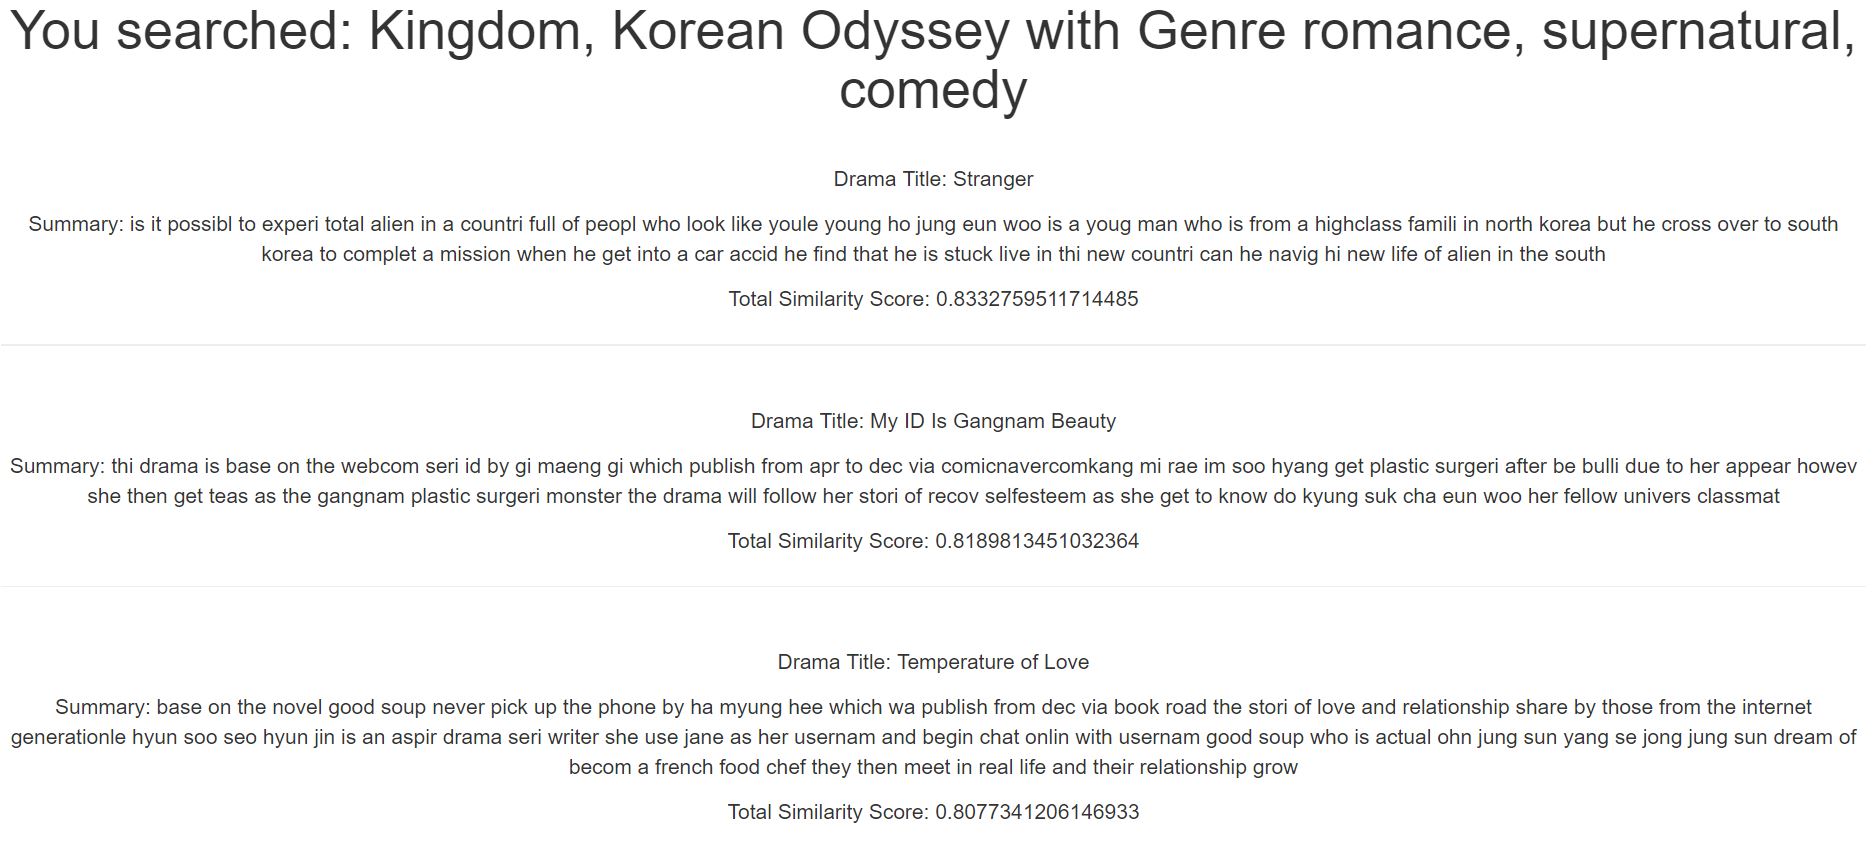 You searched: Kingdom, Korean Odyssey with Genre romance, supernatural,
comedy
Drama Title: Stranger
Summary: is it possibl to experi total alien in a countri full of peopl who look like youle young ho jung eun woo is a youg man who is from a highclass famili in north korea but he cross over to south
korea to complet a mission when he get into a car accid he find that he is stuck live in thi new countri can he navig hi new life of alien in the south
Total Similarity Score: 0.8332759511714485
Drama Title: My ID Is Gangnam Beauty
Summary: thi drama is base on the webcom seri id by gi maeng gi which publish from apr to dec via comicnavercomkang mi rae im soo hyang get plastic surgeri after be bulli due to her appear howev
she then get teas as the gangnam plastic surgeri monster the drama will follow her stori of recov selfesteem as she get to know do kyung suk cha eun woo her fellow univers classmat
Total Similarity Score: 0.8189813451032364
Drama Title: Temperature of Love
Summary: base on the novel good soup never pick up the phone by ha myung hee which wa publish from dec via book road the stori of love and relationship share by those from the internet
generationle hyun soo seo hyun jin is an aspir drama seri writer she use jane as her usernam and begin chat onlin with usernam good soup who is actual ohn jung sun yang se jong jung sun dream of
becom a french food chef they then meet in real life and their relationship grow
Total Similarity Score: 0.8077341206146933